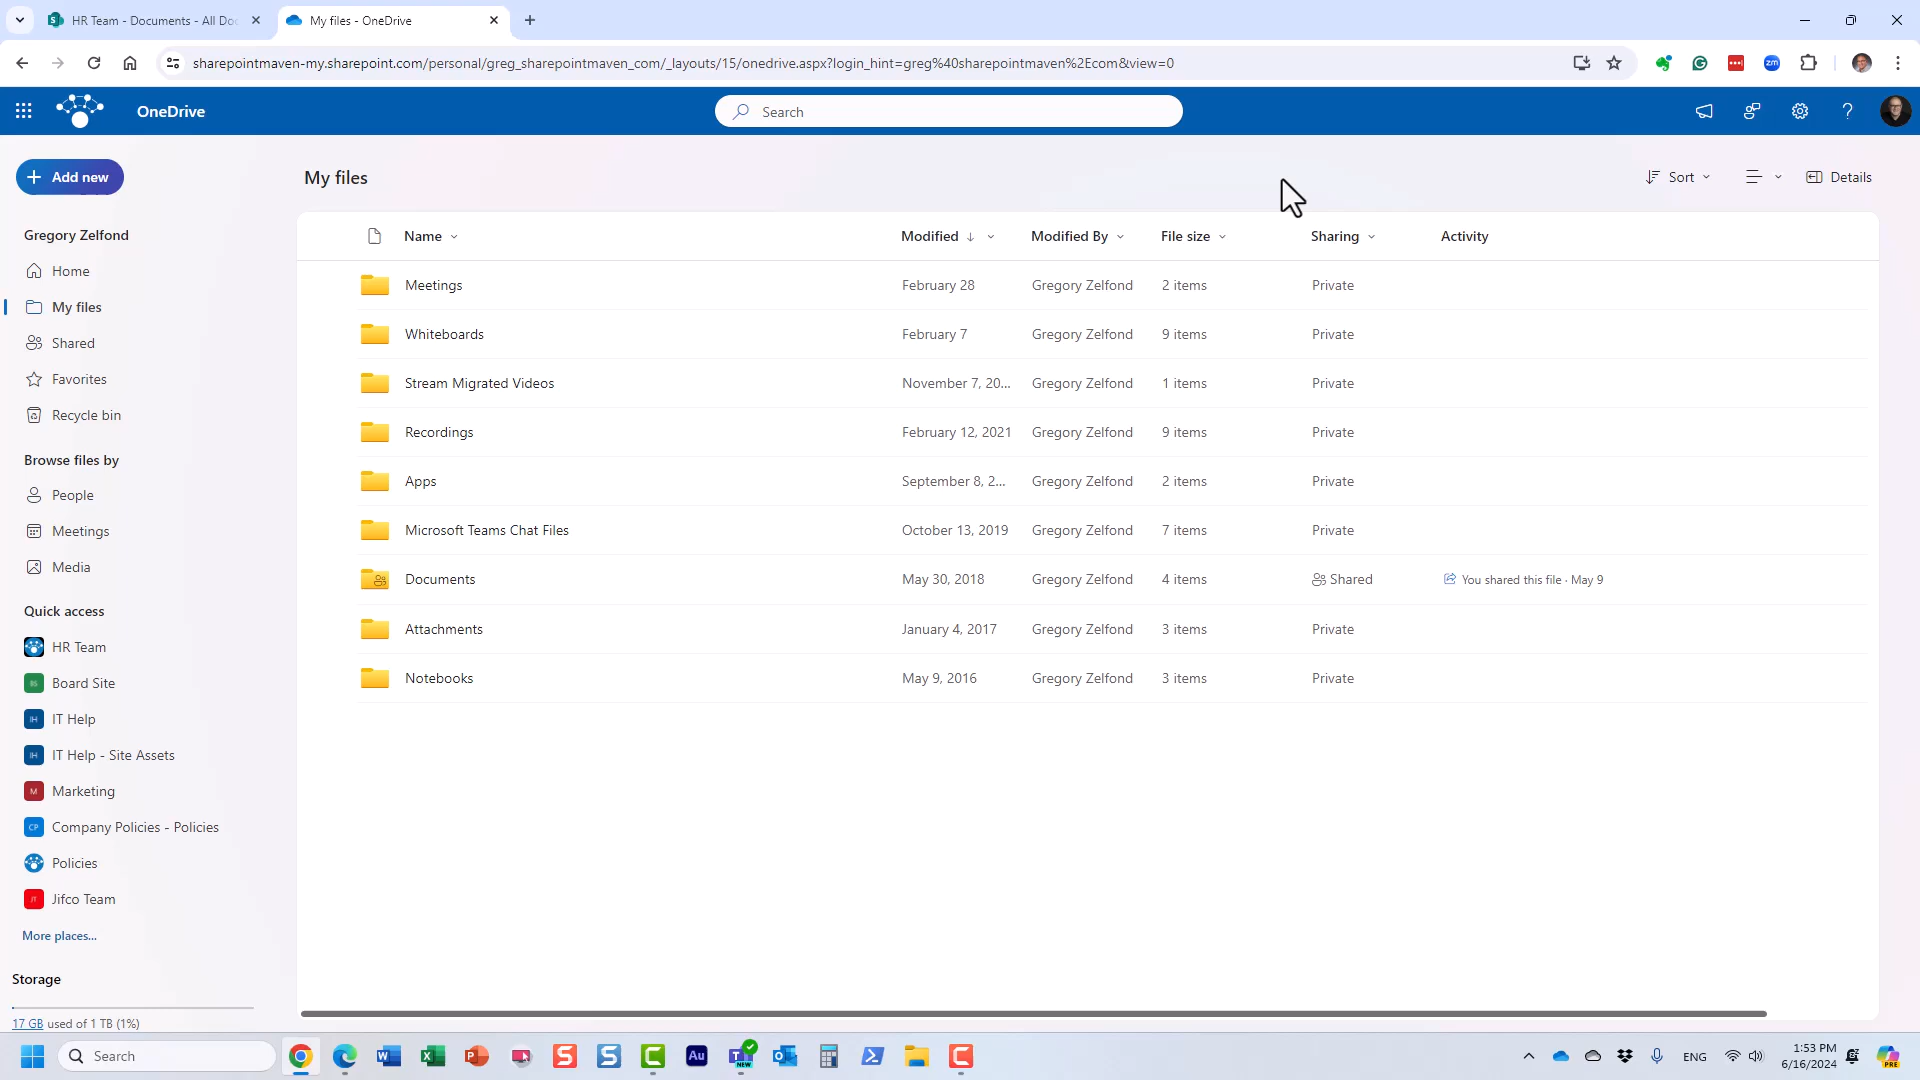 HR Team - Documents - All Doc
My files - OneDrive
sharepointmaven-my.sharepoint.com/personal/greg_sharepointmaven_com/_layouts/15/onedrive.aspx?login_hint=greg%40sharepointmaven%2Ecom&view=0
OneDrive
Search
Add new
My files
Sort
Details
Gregory Zelfond
Home
My files
Shared
Favorites
Recycle bin
Browse files by
People
Meetings
Media
Quick access
HR Team
BS Board Site
IH IT Help
IH IT Help - Site Assets
M Marketing
CP Company Policies - Policies
Policies
JT Jifco Team
More places...
Storage
17 GB used of 1 TB (1%)
Name Modified Modified By File size Sharing Activity
Meetings February 28 Gregory Zelfond 2 items Private
Whiteboards February 7 Gregory Zelfond 9 items Private
Stream Migrated Videos November 7, 20... Gregory Zelfond 1 items Private
Recordings February 12, 2021 Gregory Zelfond 9 items Private
Apps September 8, 2... Gregory Zelfond 2 items Private
Microsoft Teams Chat Files October 13, 2019 Gregory Zelfond 7 items Private
Documents May 30, 2018 Gregory Zelfond 4 items Shared You shared this file · May 9
Attachments January 4, 2017 Gregory Zelfond 3 items Private
Notebooks May 9, 2016 Gregory Zelfond 3 items Private
Search
Au
NEW
ENG
1:53 PM
6/16/2024
PRE